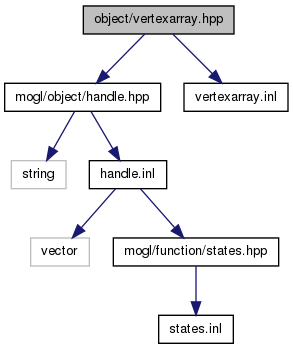 object/vertexarray.hpp
mogl/object/handle.hpp
vertexarray.inl
string
handle.inl
vector
mogl/function/states.hpp
states.inl